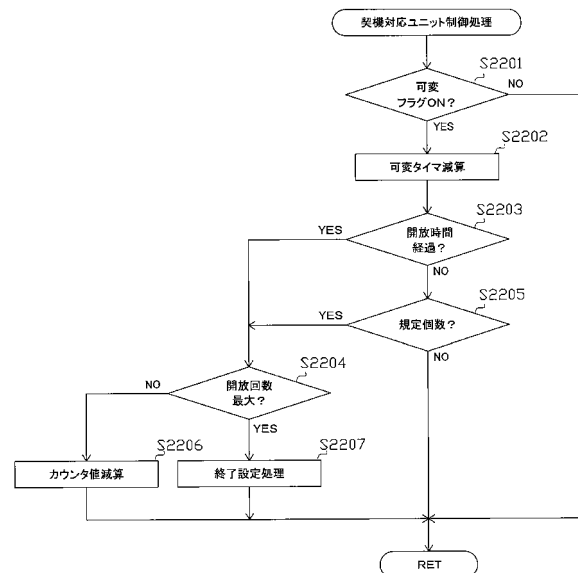 契機対応ユニット制御処理
S2201
可変
フラグON?
NO
YES
S2202
可変タイマ減算
S2203
開放時間
経過?
YES
NO
S2205
規定個数?
YES
NO
S2204
開放回数
最大?
NO
YES
S2206
カウンタ値減算
S2207
終了設定処理
RET